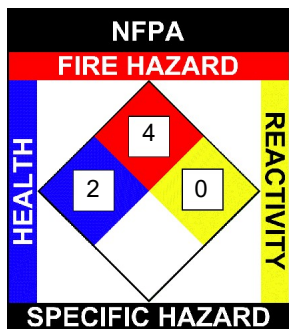 NFPA
FIRE HAZARD
4
HEALTH
2
0
REACTIVITY
SPECIFIC HAZARD